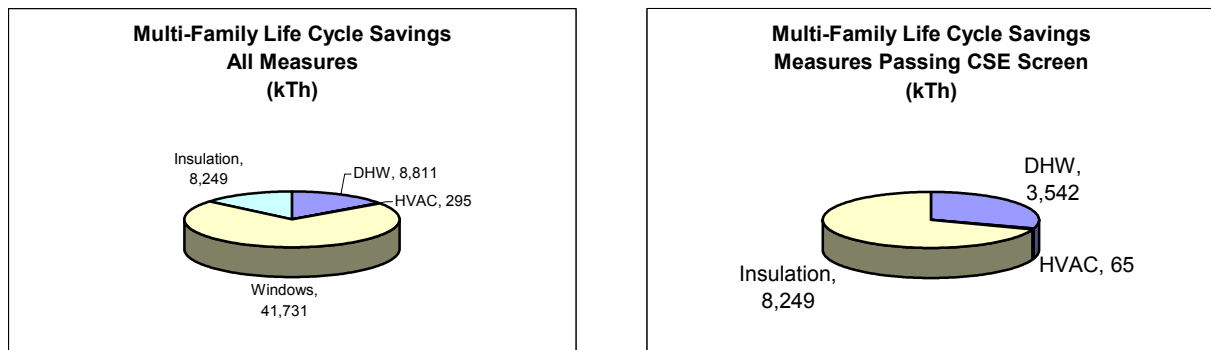 Multi-Family Life Cycle Savings
All Measures
(kTh)
Insulation,
8,249
DHW, 8,811
HVAC, 295
Windows,
41,731
Multi-Family Life Cycle Savings
Measures Passing CSE Screen
(kTh)
DHW,
3,542
HVAC, 65
Insulation,
8,249